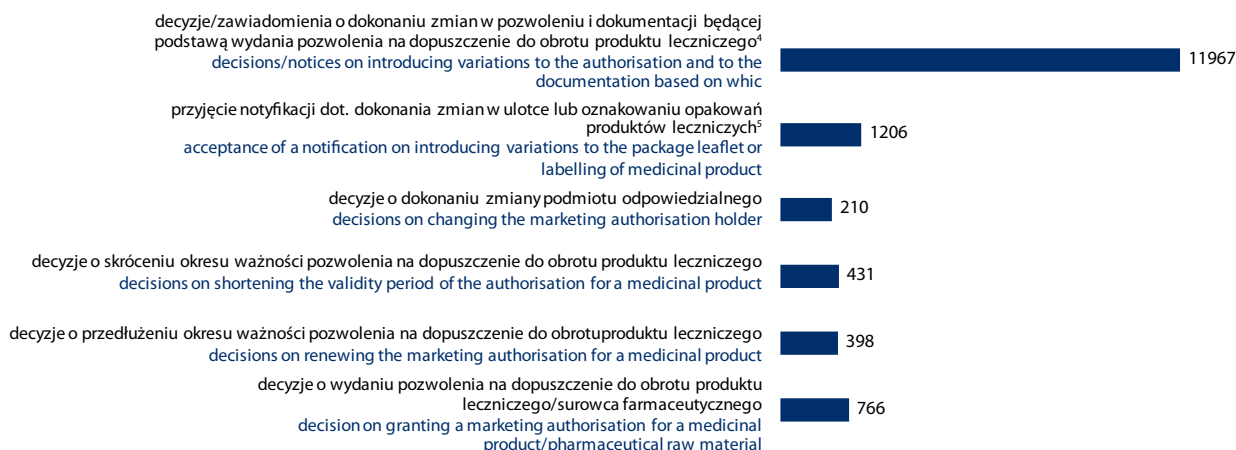 decyzje/zawiadomienia o dokonaniu zmian w pozwoleniu i dokumentacji będącej
podstawą wydania pozwolenia na dopuszczenie do obrotu produktu leczniczego⁴
decisions/notices on introducing variations to the authorisation and to the
documentation based on whic
11967
przyjęcie notyfikacji dot. dokonania zmian w ulotce lub oznakowaniu opakowań
produktów leczniczych⁵
acceptance of a notification on introducing variations to the package leaflet or
labelling of medicinal product
1206
decyzje o dokonaniu zmiany podmiotu odpowiedzialnego
decisions on changing the marketing authorisation holder
210
decyzje o skróceniu okresu ważności pozwolenia na dopuszczenie do obrotu produktu leczniczego
decisions on shortening the validity period of the authorisation for a medicinal product
431
decyzje o przedłużeniu okresu ważności pozwolenia na dopuszczenie do obrotuproduktu leczniczego
decisions on renewing the marketing authorisation for a medicinal product
398
decyzje o wydaniu pozwolenia na dopuszczenie do obrotu produktu
leczniczego/surowca farmaceutycznego
decision on granting a marketing authorisation for a medicinal
product/pharmaceutical raw material
766